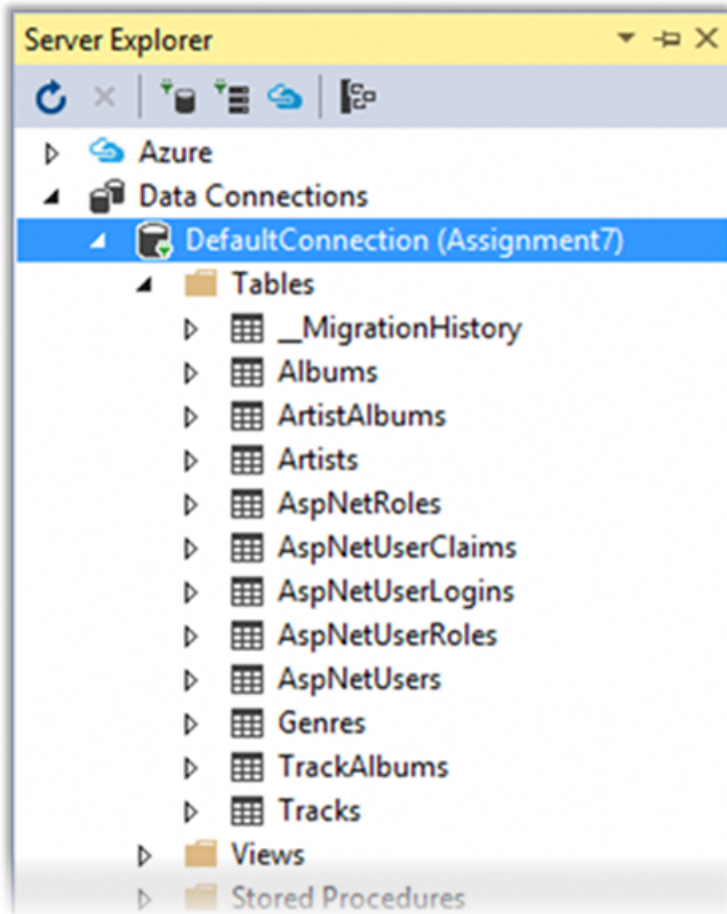 Server Explorer
Azure
Data Connections
DefaultConnection (Assignment7)
Tables
__MigrationHistory
Albums
ArtistAlbums
Artists
AspNetRoles
AspNetUserClaims
AspNetUserLogins
AspNetUserRoles
AspNetUsers
Genres
TrackAlbums
Tracks
Views
Stored Procedures